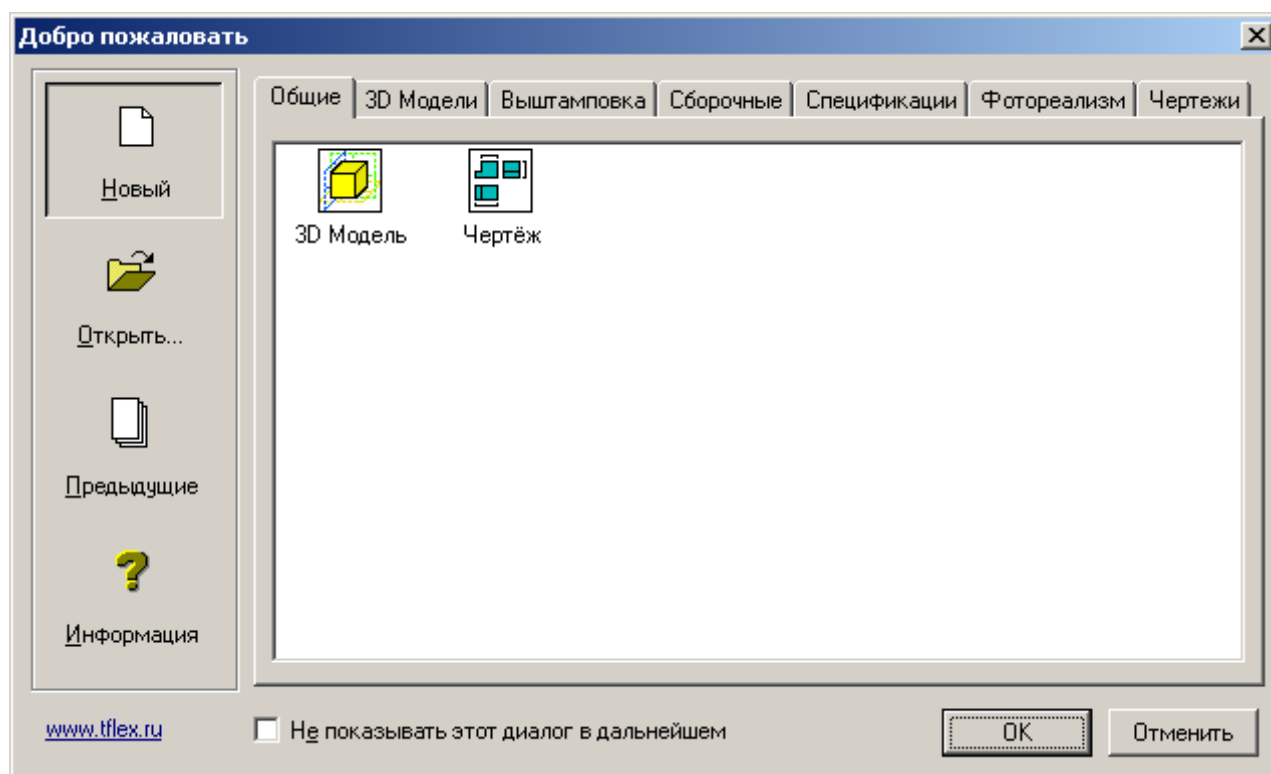 Добро пожаловать
Новый
Открыть...
Предыдущие
Информация
Общие 3D Модели Выштамповка Сборочные Спецификации Фотореализм Чертежи
3D Модель Чертёж
www.tflex.ru
Не показывать этот диалог в дальнейшем
OK Отменить